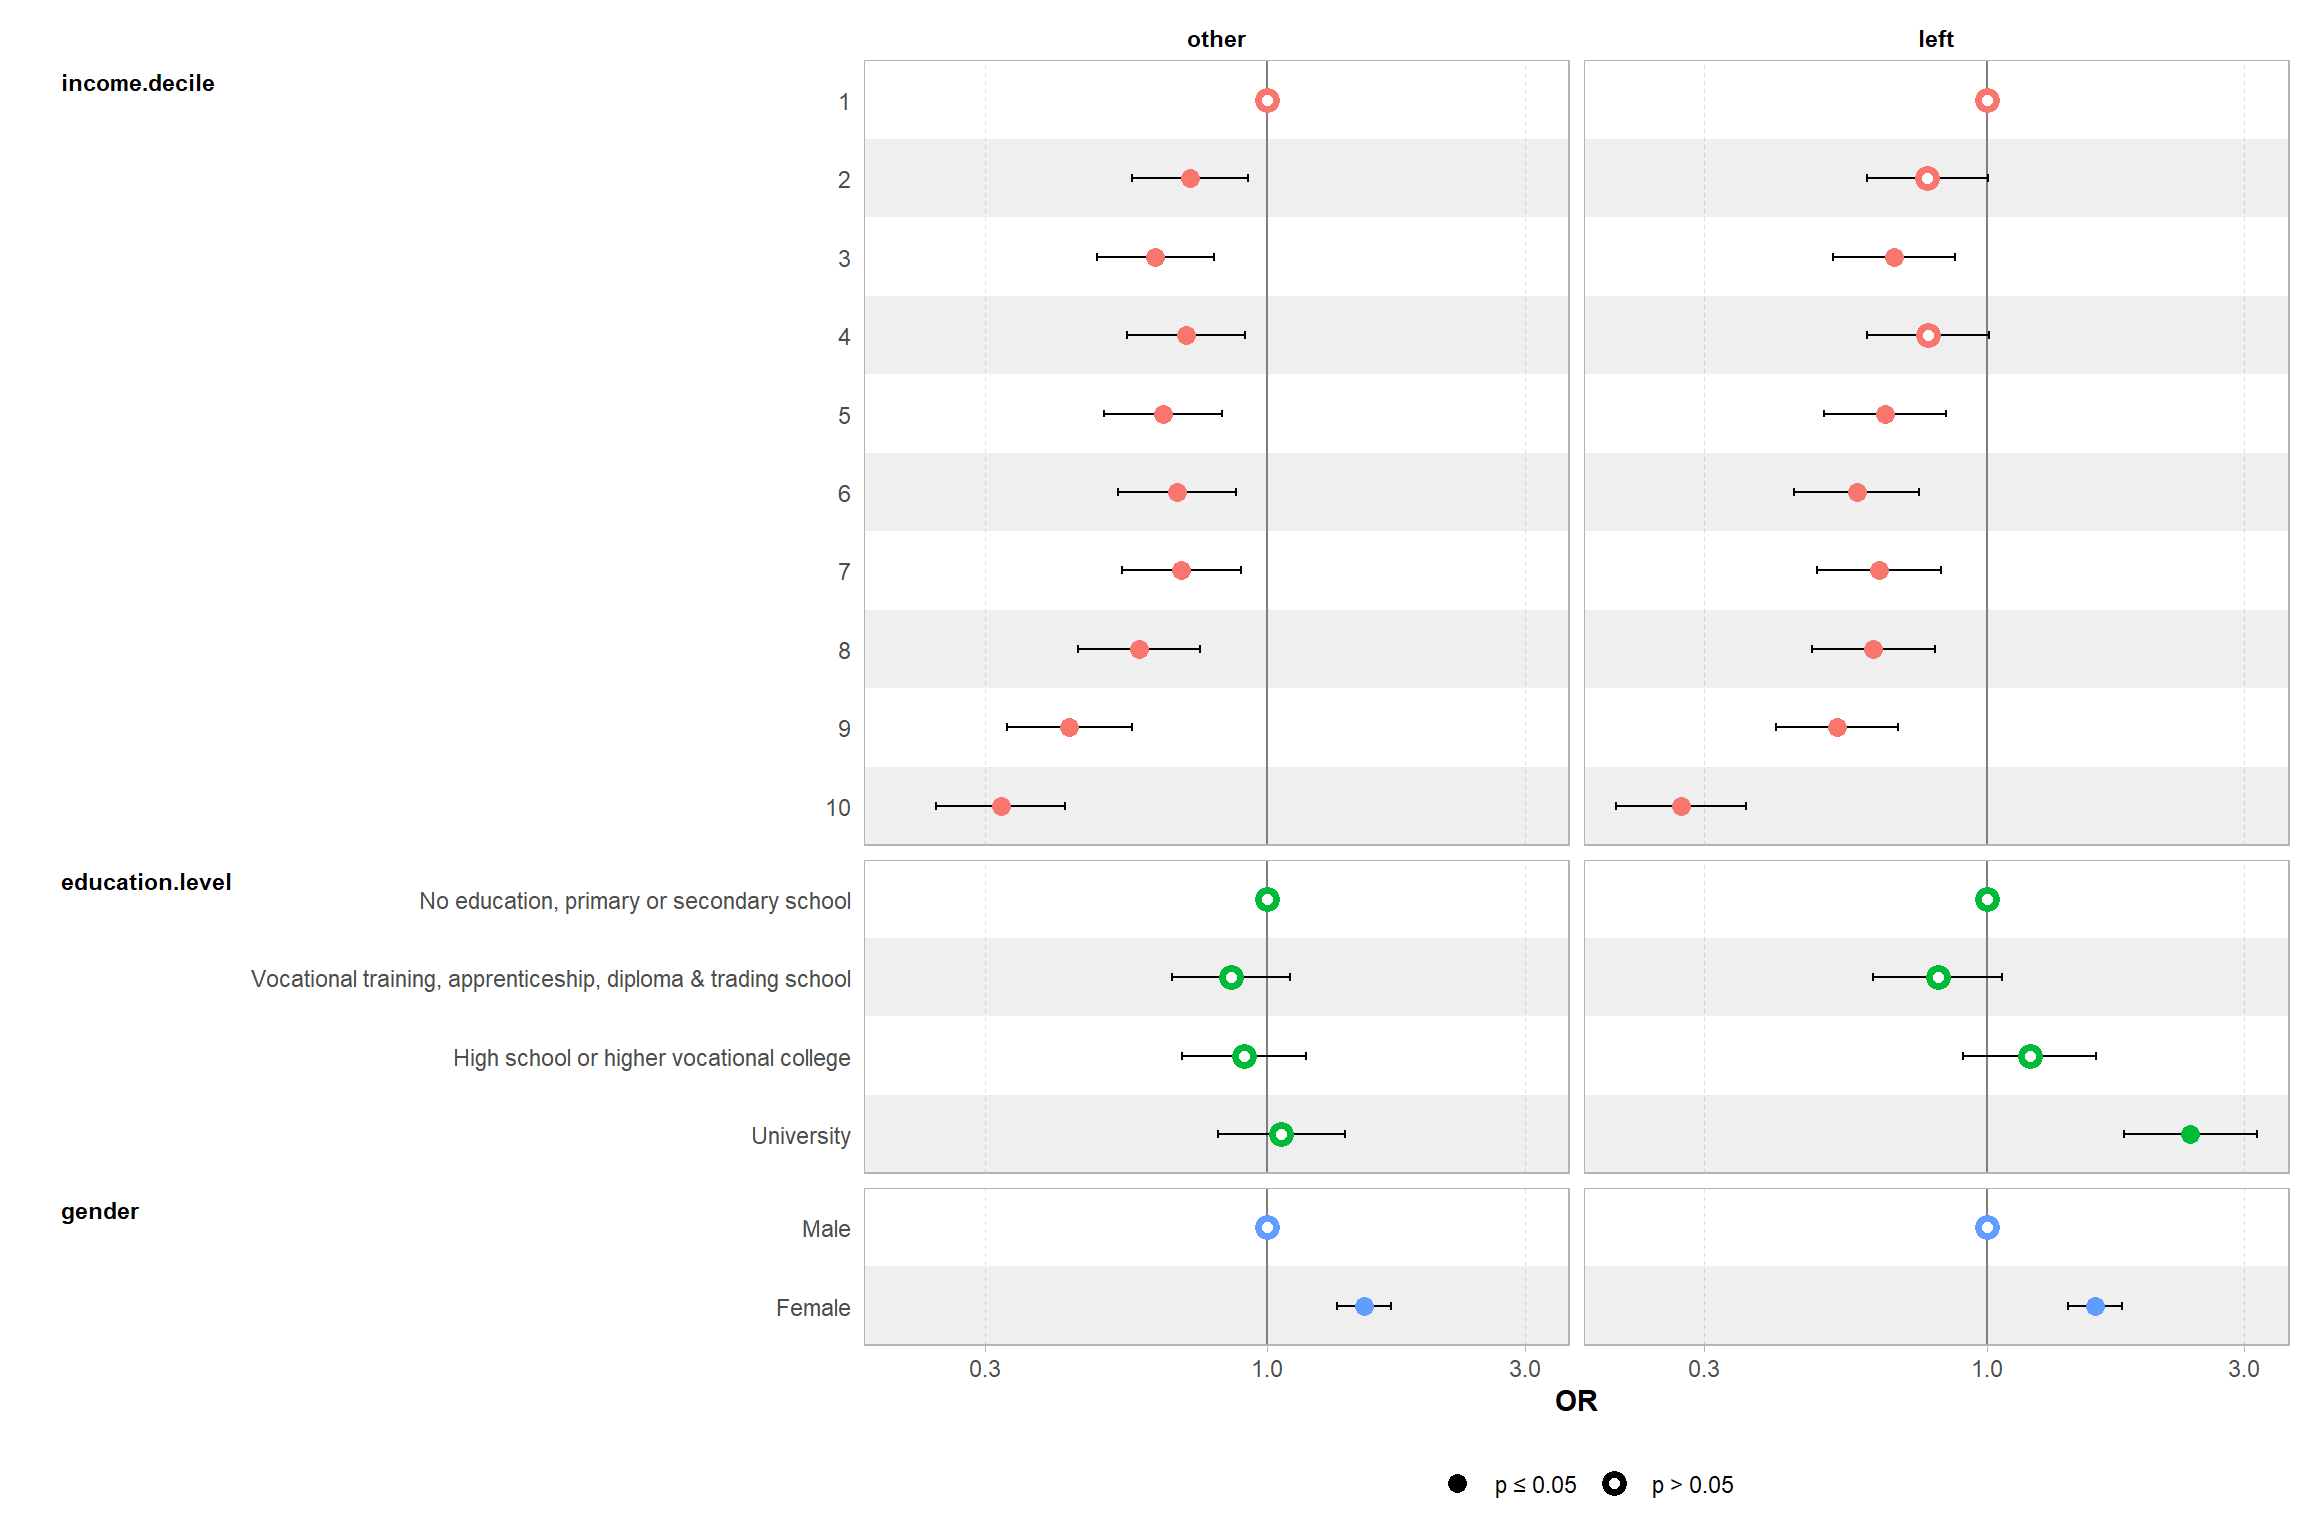 other left
income.decile
1
2
3
4
5
6
7
8
9
10
education.level
No education, primary or secondary school
Vocational training, apprenticeship, diploma & trading school
High school or higher vocational college
University
gender
Male
Female
0.3 1.0 3.0 0.3 1.0 3.0
OR
p ≤ 0.05 p > 0.05